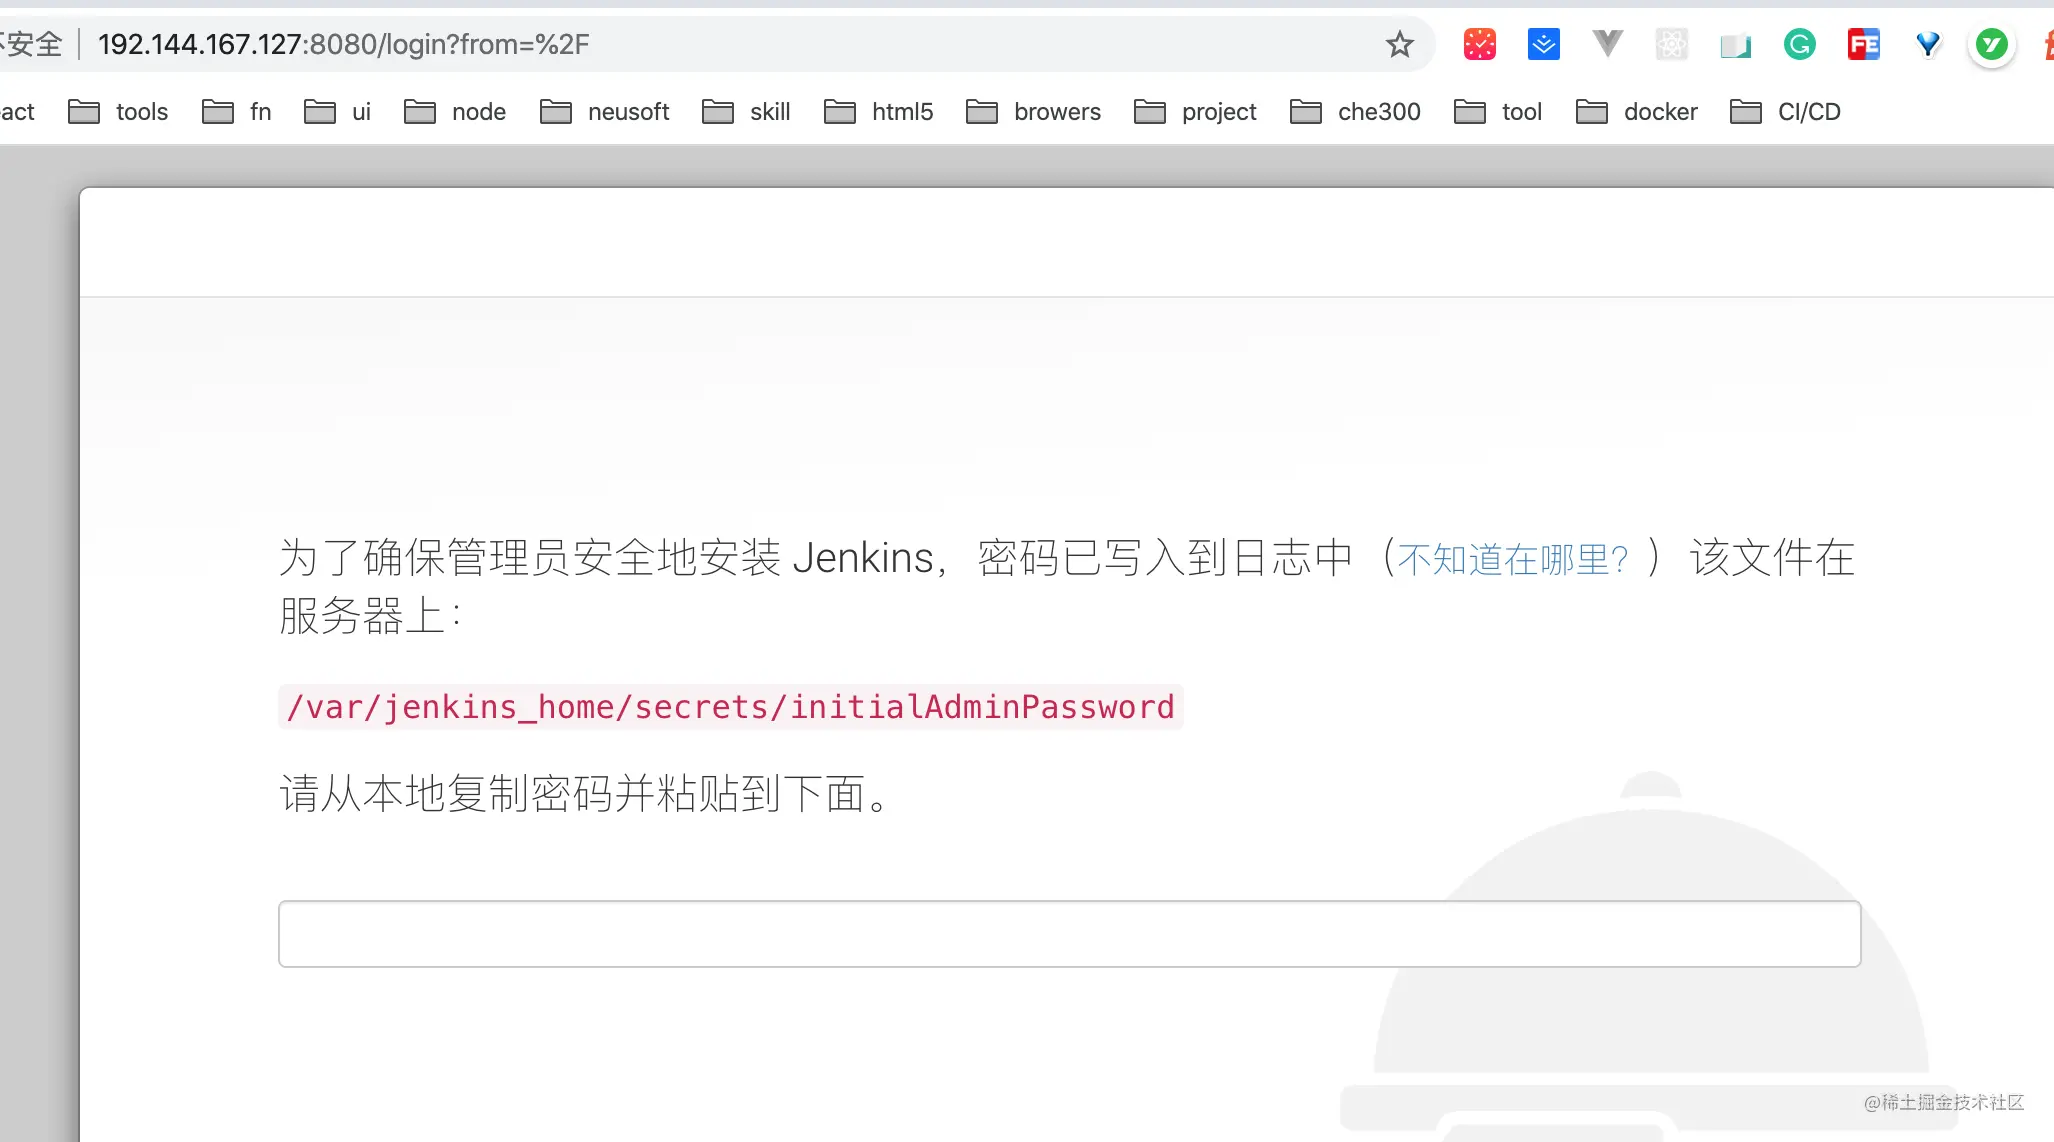 不安全 192.144.167.127:8080/login?from=%2F
FE
act tools fn ui node neusoft skill html5 browers project che300 tool docker CI/CD
为了确保管理员安全地安装 Jenkins，密码已写入到日志中（不知道在哪里？）该文件在
服务器上：
/var/jenkins_home/secrets/initialAdminPassword
请从本地复制密码并粘贴到下面。
@稀土掘金技术社区